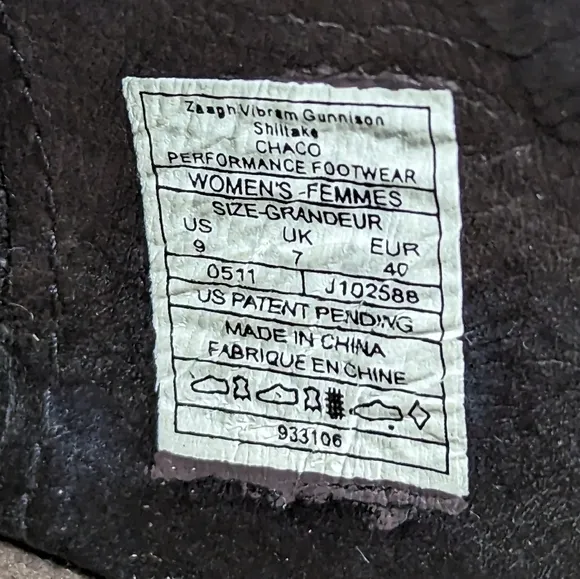 Zaagh Vibram Gunnison
Shiitake
CHACO
PERFORMANCE FOOTWEAR
WOMEN'S -FEMMES
SIZE-GRANDEUR
US UK EUR
9 7 40
0511 J102588
US PATENT PENDING
MADE IN CHINA
FABRIQUE EN CHINE
933106